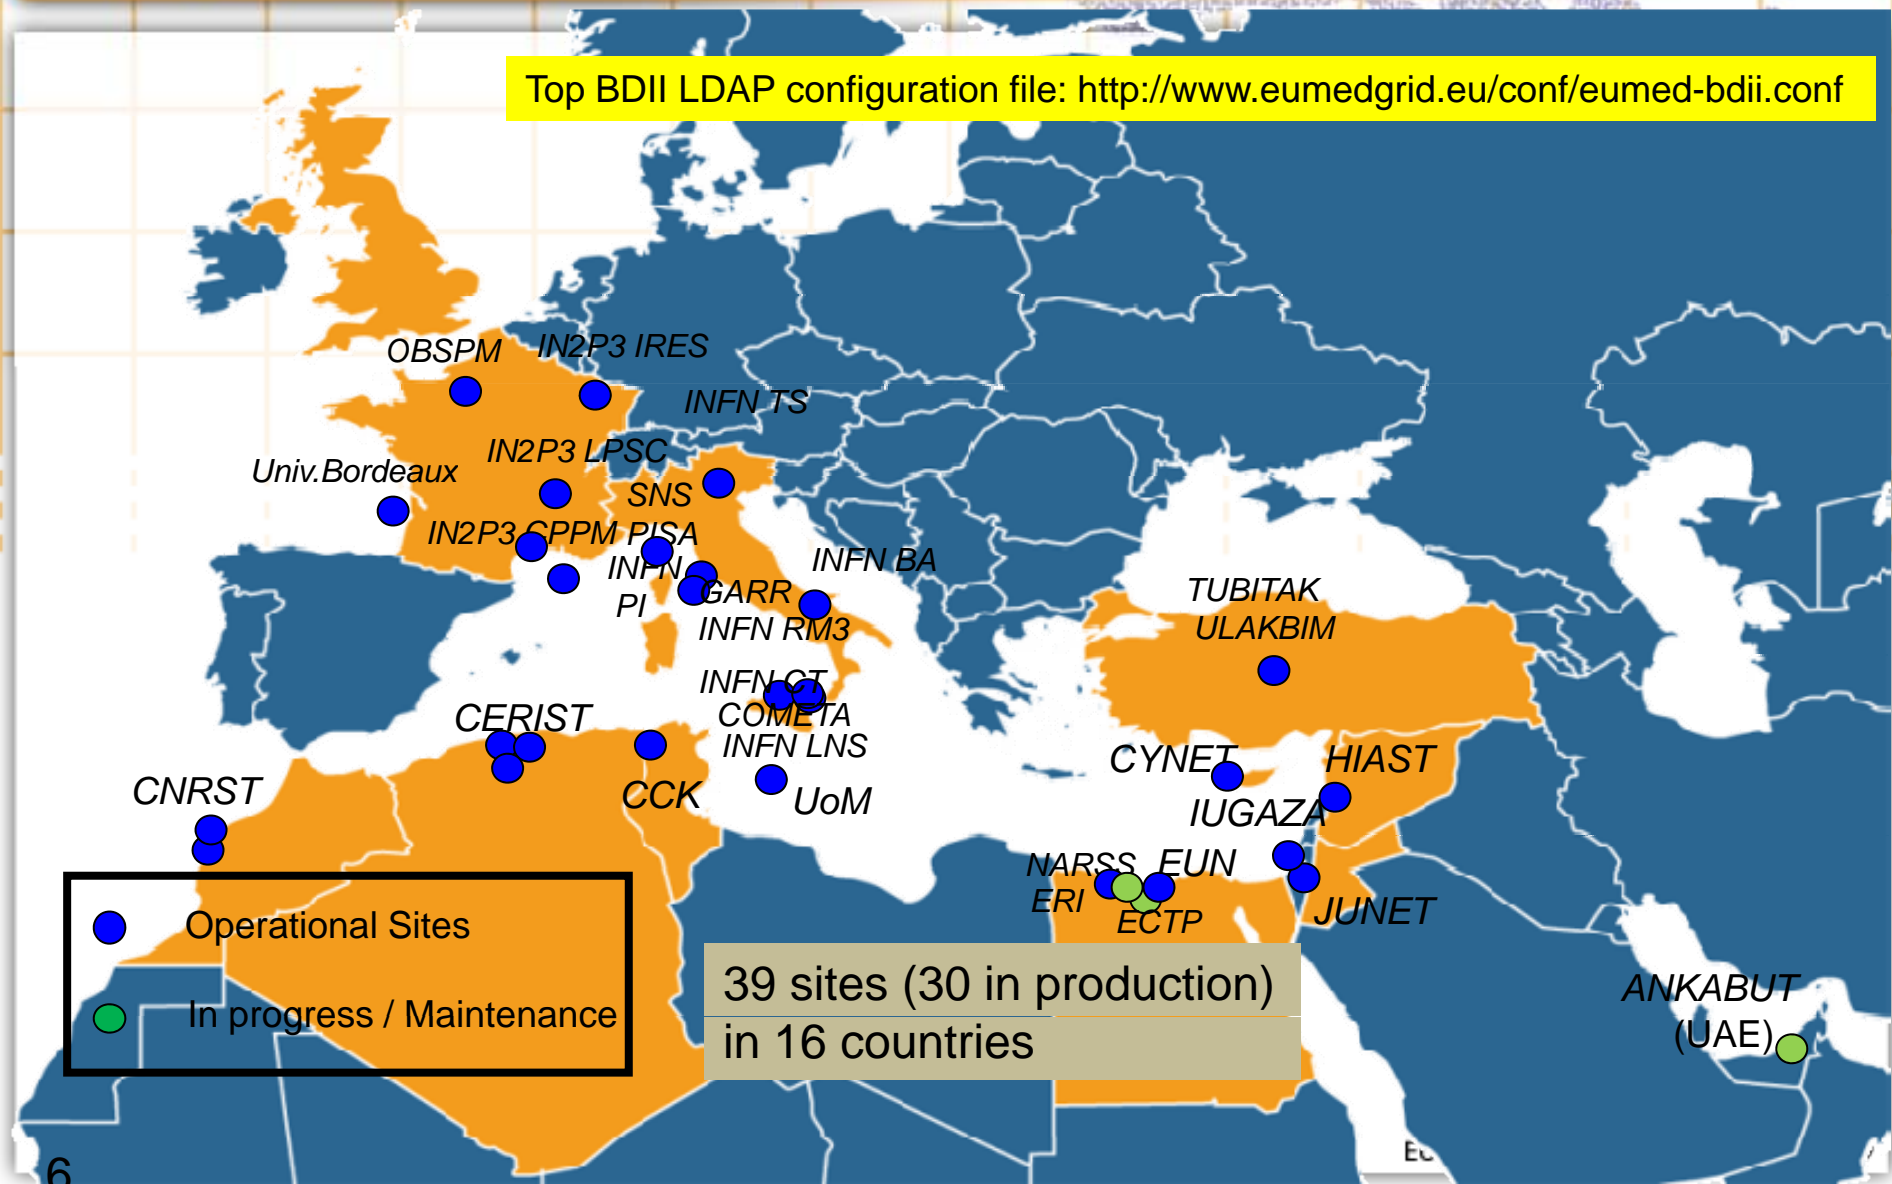 Top BDII LDAP configuration file: http://www.eumedgrid.eu/conf/eumed-bdii.conf
OBSPM
IN2P3 IRES
INFN TS
IN2P3 LPSC
Univ.Bordeaux
SNS
PISA
IN2P3 CPPM
INFN
PI
INFN BA
GARR
INFN RM3
TUBITAK
ULAKBIM
INFN CT
COMETA
INFN LNS
CERIST
CNRST
CCK
UoM
CYNET
HIAST
IUGAZA
NARSS
EUN
ERI
ECTP
JUNET
Operational Sites
In progress / Maintenance
39 sites (30 in production)
in 16 countries
ANKABUT
(UAE)
6